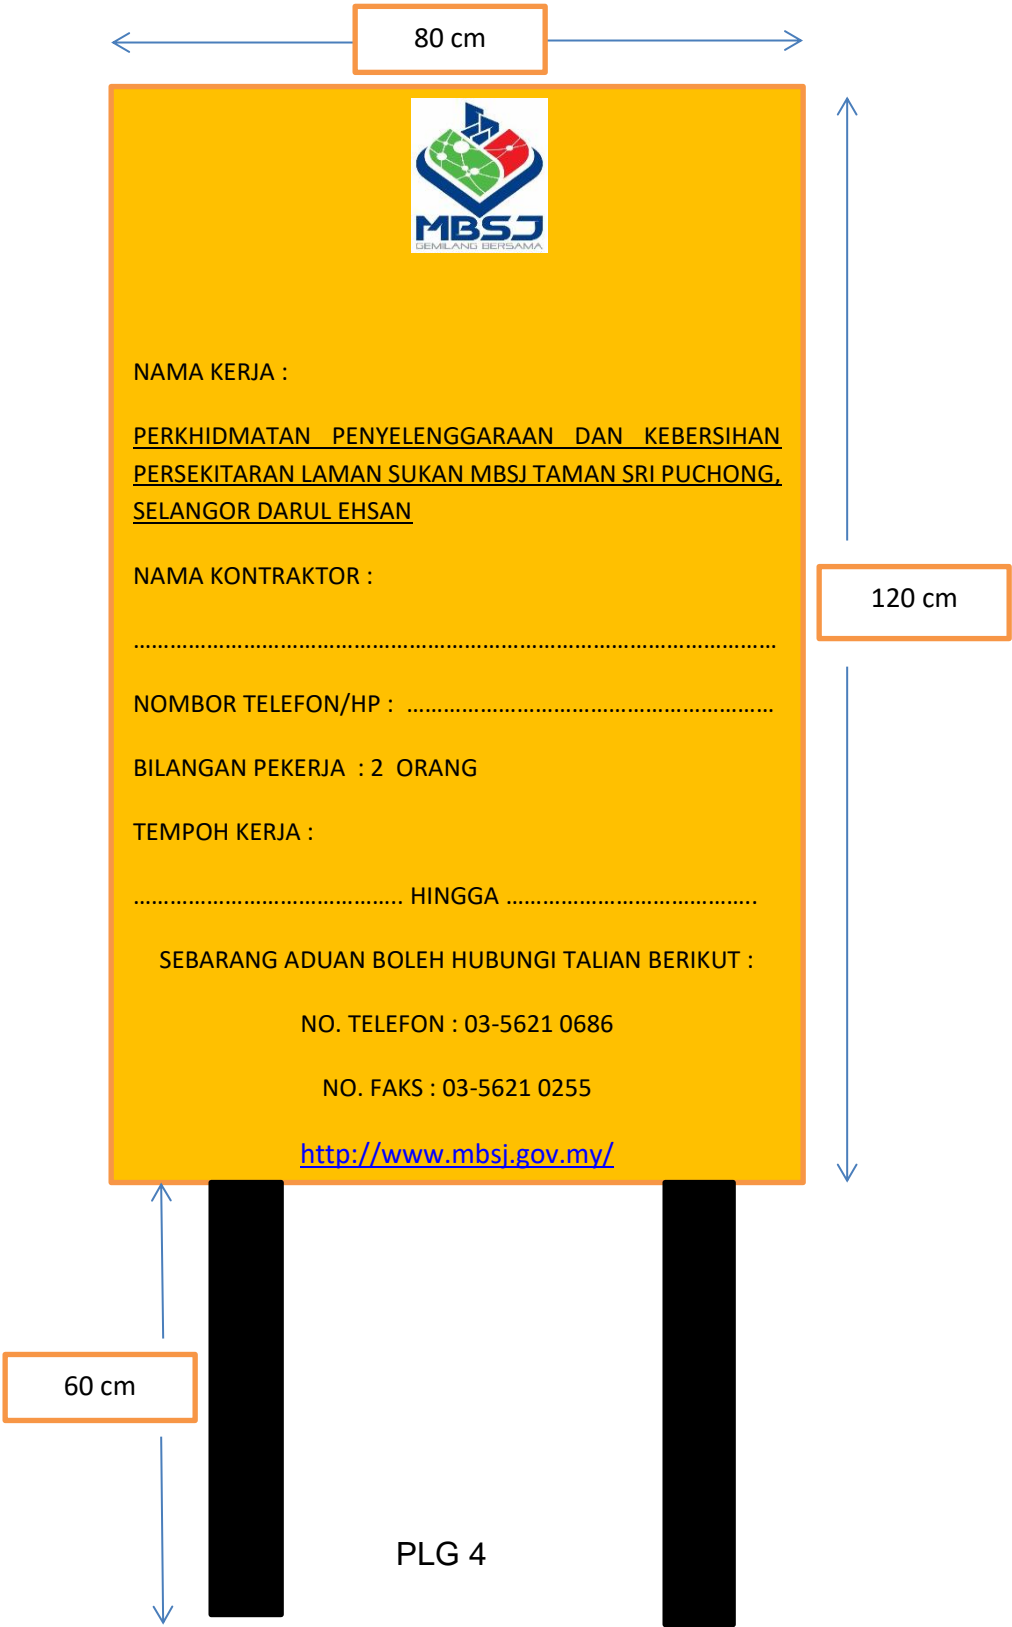 80 cm
MBSJ
GEMILANG BERSAMA
NAMA KERJA :
PERKHIDMATAN PENYELENGGARAAN DAN KEBERSIHAN
PERSEKITARAN LAMAN SUKAN MBSJ TAMAN SRI PUCHONG,
SELANGOR DARUL EHSAN
NAMA KONTRAKTOR :
120 cm
……………………………………………………………………………………………
NOMBOR TELEFON/HP : ……………………………………………………
BILANGAN PEKERJA : 2 ORANG
TEMPOH KERJA :
…………………………………….. HINGGA …………………………………..
SEBARANG ADUAN BOLEH HUBUNGI TALIAN BERIKUT :
NO. TELEFON : 03-5621 0686
NO. FAKS : 03-5621 0255
http://www.mbsj.gov.my/
60 cm
PLG 4